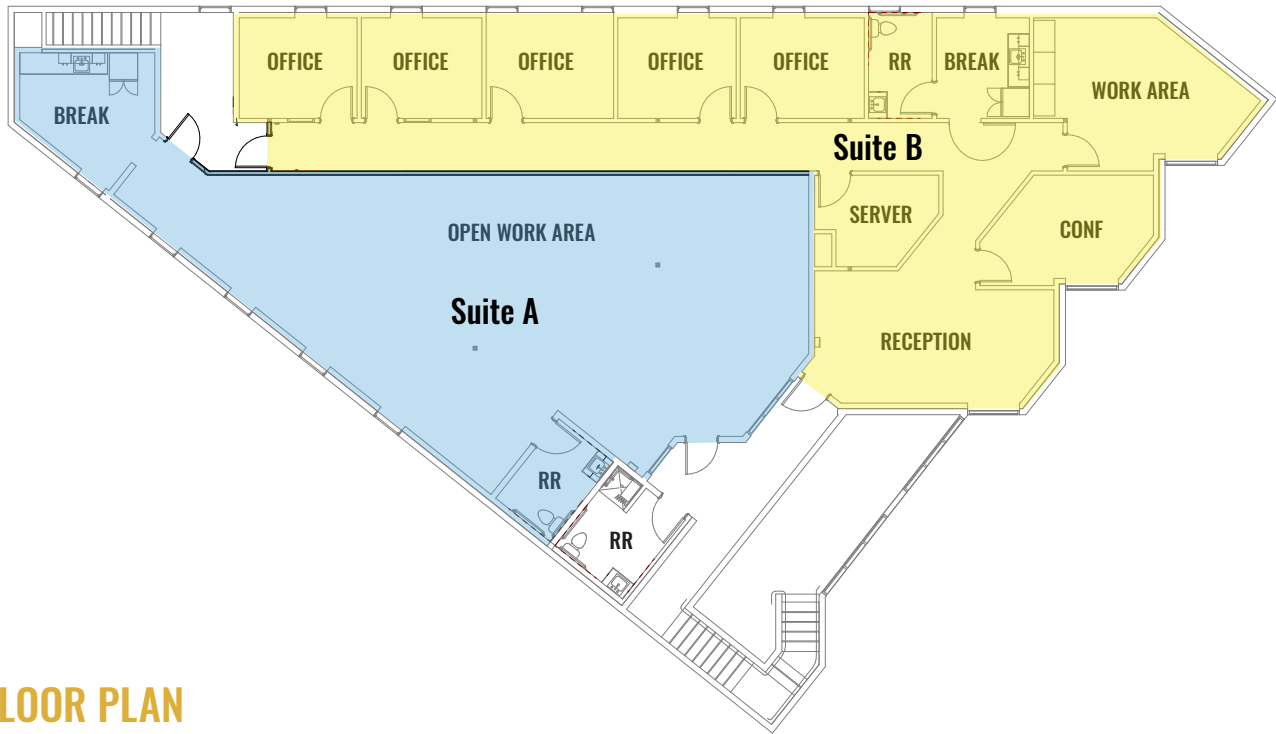 OFFICE
OFFICE
OFFICE
OFFICE
OFFICE
RR
BREAK
WORK AREA
BREAK
Suite B
SERVER
CONF
OPEN WORK AREA
Suite A
RECEPTION
RR
RR
LOOR PLAN